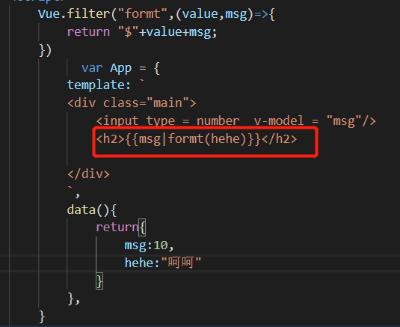 Vue.filter("formt",(value,msg)=>{
return "$"+value+msg;
})
var App = {
template: `
<div class="main">
<input type = number v-model = "msg"/>
<h2>{{msg|formt(hehe)}}</h2>
</div>
`,
data(){
return{
msg:10,
hehe:"呵呵"
}
},
}